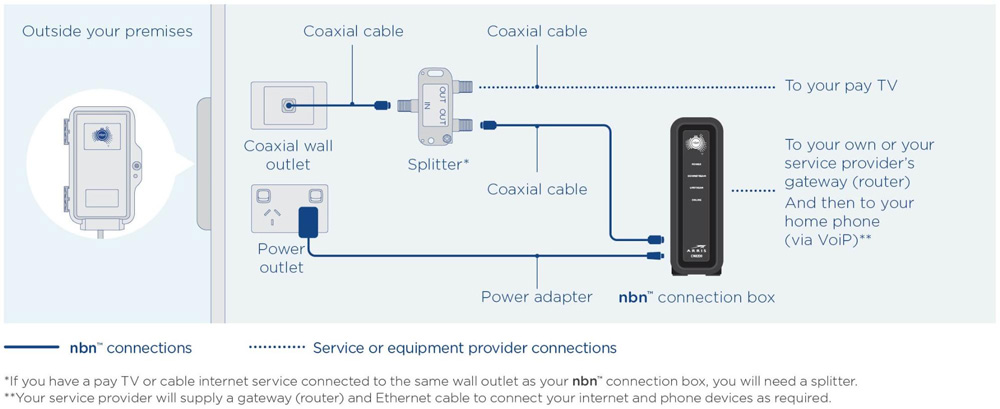 Outside your premises
Coaxial cable
Coaxial cable
To your pay TV
OUT OUT
IN
Coaxial wall
outlet
Splitter*
Coaxial cable
To your own or your
service provider's
gateway (router)
And then to your
home phone
(via VoiP)**
Power
outlet
ARRIS
Power adapter
nbn™ connection box
nbn™ connections
Service or equipment provider connections
*If you have a pay TV or cable internet service connected to the same wall outlet as your nbn™ connection box, you will need a splitter.
**Your service provider will supply a gateway (router) and Ethernet cable to connect your internet and phone devices as required.